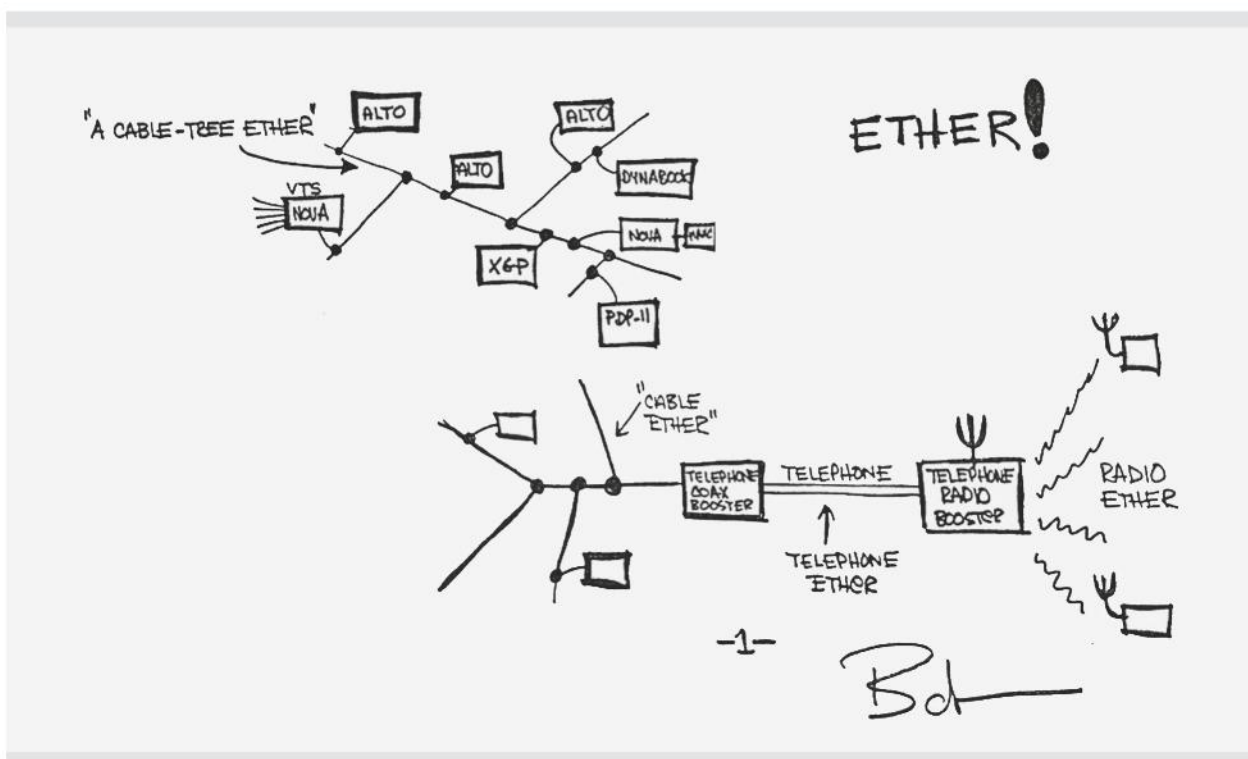 "A CABLE-TREE ETHER"
ALTO
ALTO
ETHER!
ALTO
DYNABOOK
VTS
NOVA
NOVA
XGP
PDP-11
"CABLE
ETHER"
TELEPHONE
COAX
BOOSTER
TELEPHONE
TELEPHONE
RADIO
BOOSTER
RADIO
ETHER
TELEPHONE
ETHER
-1-